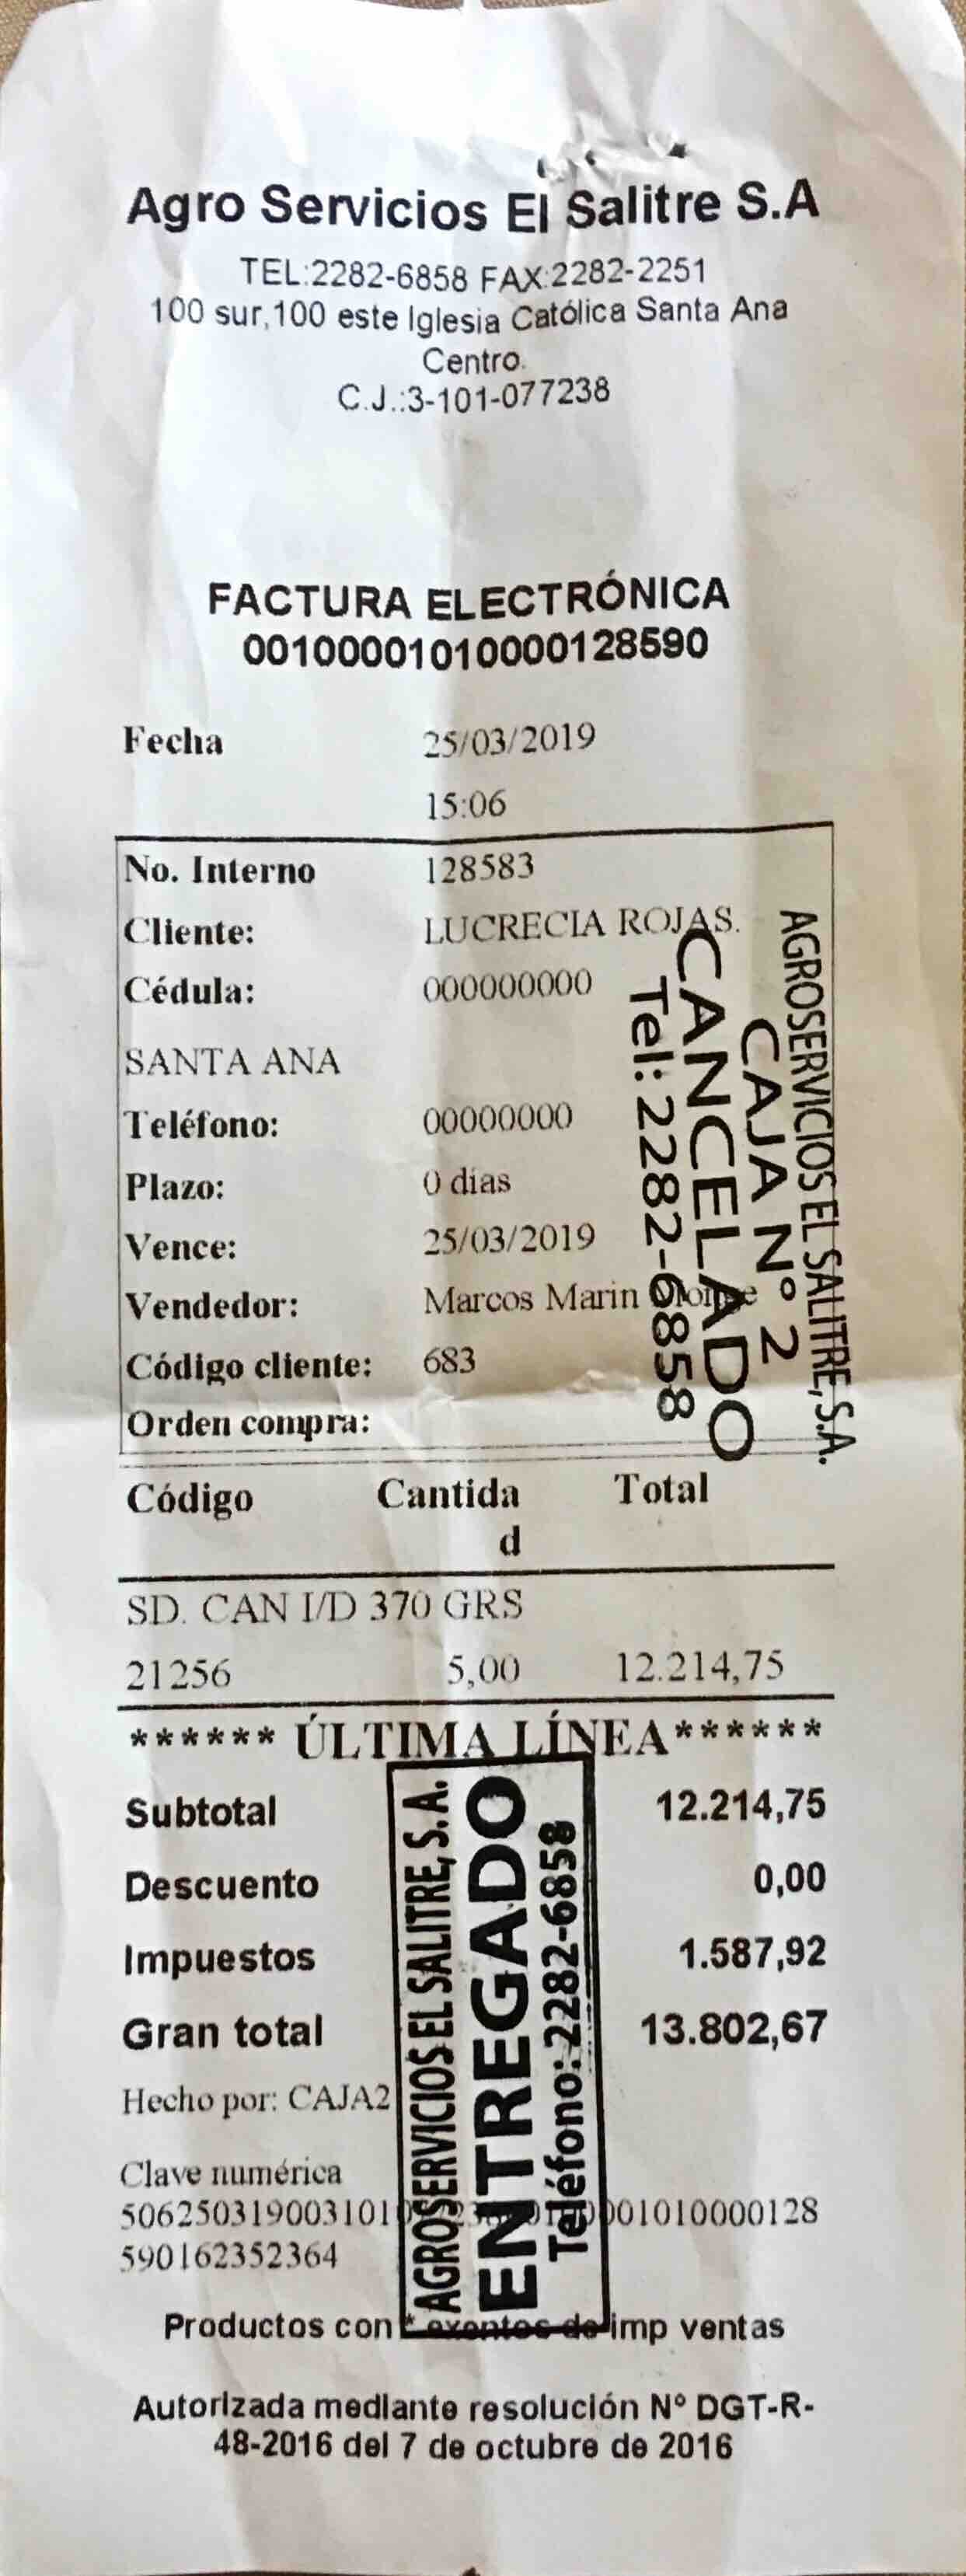 Agro Servicios El Salitre S.A
TEL:2282-6858 FAX:2282-2251
100 sur,100 este Iglesia Católica Santa Ana
Centro.
C.J.:3-101-077238
FACTURA ELECTRÓNICA
00100001010000128590
Fecha 25/03/2019
15:06
No. Interno 128583
Cliente: LUCRECIA ROJAS.
Cédula: 000000000
SANTA ANA
Teléfono: 00000000
Plazo: 0 dias
Vence: 25/03/2019
Vendedor: Marcos Marin
Código cliente: 683
Orden compra:
AGROSERVICIOS EL SALITRE, S.A.
CAJA Nº 2
CANCELADO
Tel: 2282-6858
Código Cantida Total
d
SD. CAN I/D 370 GRS
21256 5,00 12.214,75
****** ÚLTIMA LÍNEA******
Subtotal 12.214,75
Descuento 0,00
Impuestos 1.587,92
Gran total 13.802,67
Hecho por: CAJA2
Clave numérica
590162352364
AGROSERVICIOS EL SALITRE, S.A.
ENTREGADO
Teléfono: 2282-6858
Productos con * exentos de imp ventas
Autorizada mediante resolución Nº DGT-R-
48-2016 del 7 de octubre de 2016